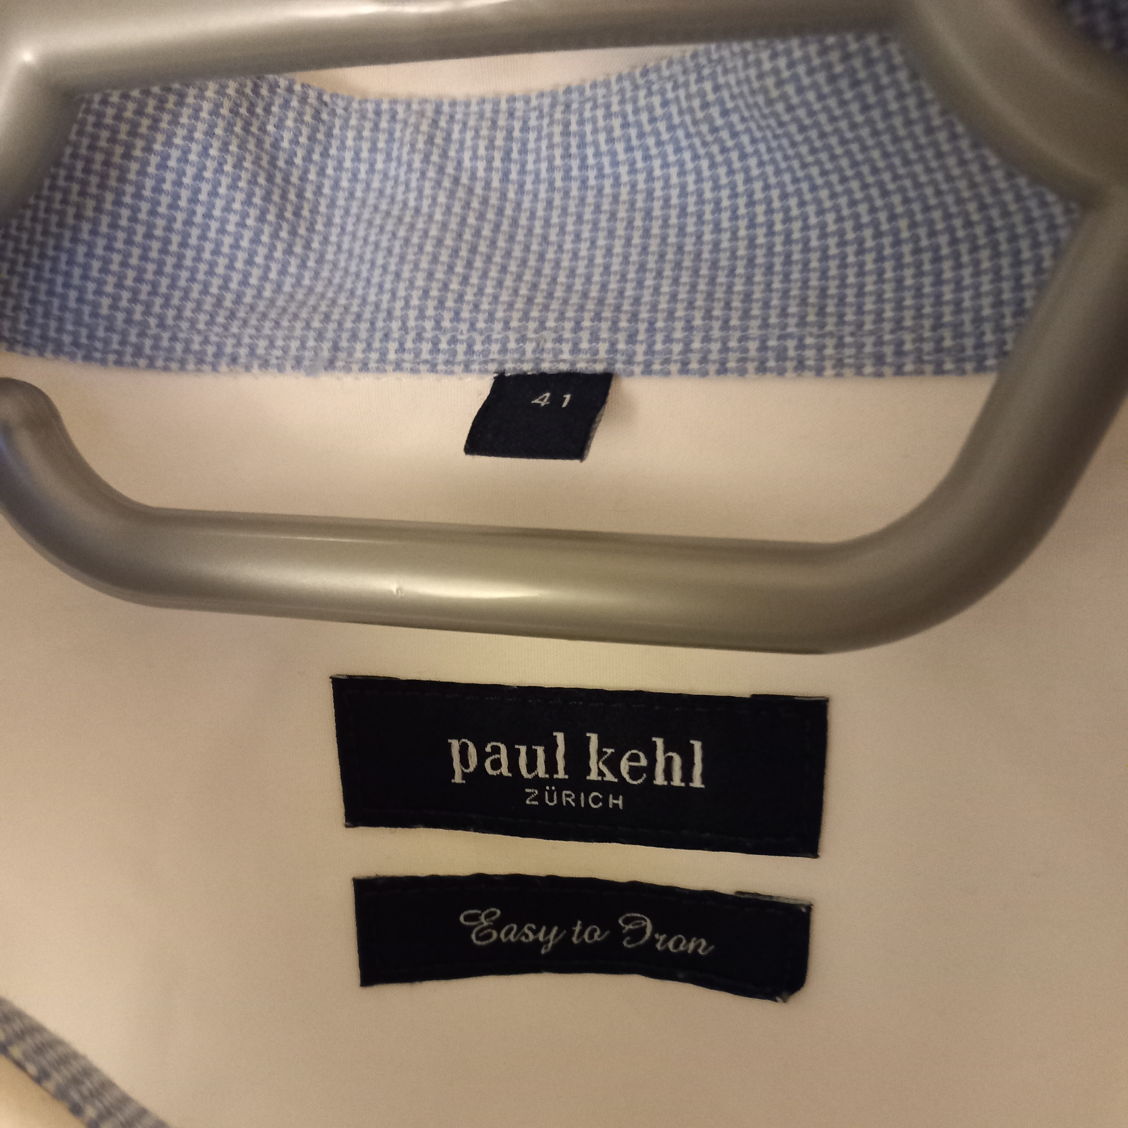 41
paul kehl
ZÜRICH
Easy to Iron